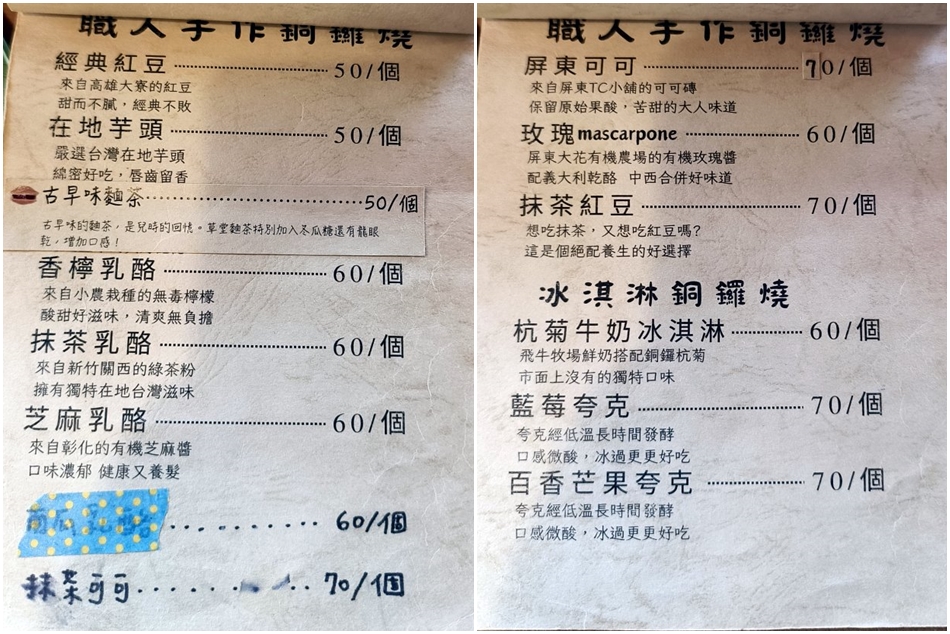 職人手作銅鑼燒
經典紅豆 50/個
來自高雄大寮的紅豆
甜而不膩，經典不敗
在地芋頭 50/個
嚴選台灣在地芋頭
綿密好吃，唇齒留香
古早味麵茶 50/個
古早味的麵茶，是兒時的回憶。草堂麵茶特別加入冬瓜糖還有龍眼
乾，增加口感！
香檸乳酪 60/個
來自小農栽種的無毒檸檬
酸甜好滋味，清爽無負擔
抹茶乳酪 60/個
來自新竹關西的綠茶粉
擁有獨特在地台灣滋味
芝麻乳酪 60/個
來自彰化的有機芝麻醬
口味濃郁 健康又養髮
60/個
抹茶可可 70/個
職人手作銅鑼燒
屏東可可 70/個
來自屏東TC小舖的可可磚
保留原始果酸，苦甜的大人味道
玫瑰mascarpone 60/個
屏東大花有機農場的有機玫瑰醬
配義大利乾酪 中西合併好味道
抹茶紅豆 70/個
想吃抹茶，又想吃紅豆嗎?
這是個絕配養生的好選擇
冰淇淋銅鑼燒
杭菊牛奶冰淇淋 60/個
飛牛牧場鮮奶搭配銅鑼杭菊
市面上沒有的獨特口味
藍莓夸克 70/個
夸克經低溫長時間發酵
口感微酸，冰過更更好吃
百香芒果夸克 70/個
夸克經低溫長時間發酵
口感微酸，冰過更更好吃